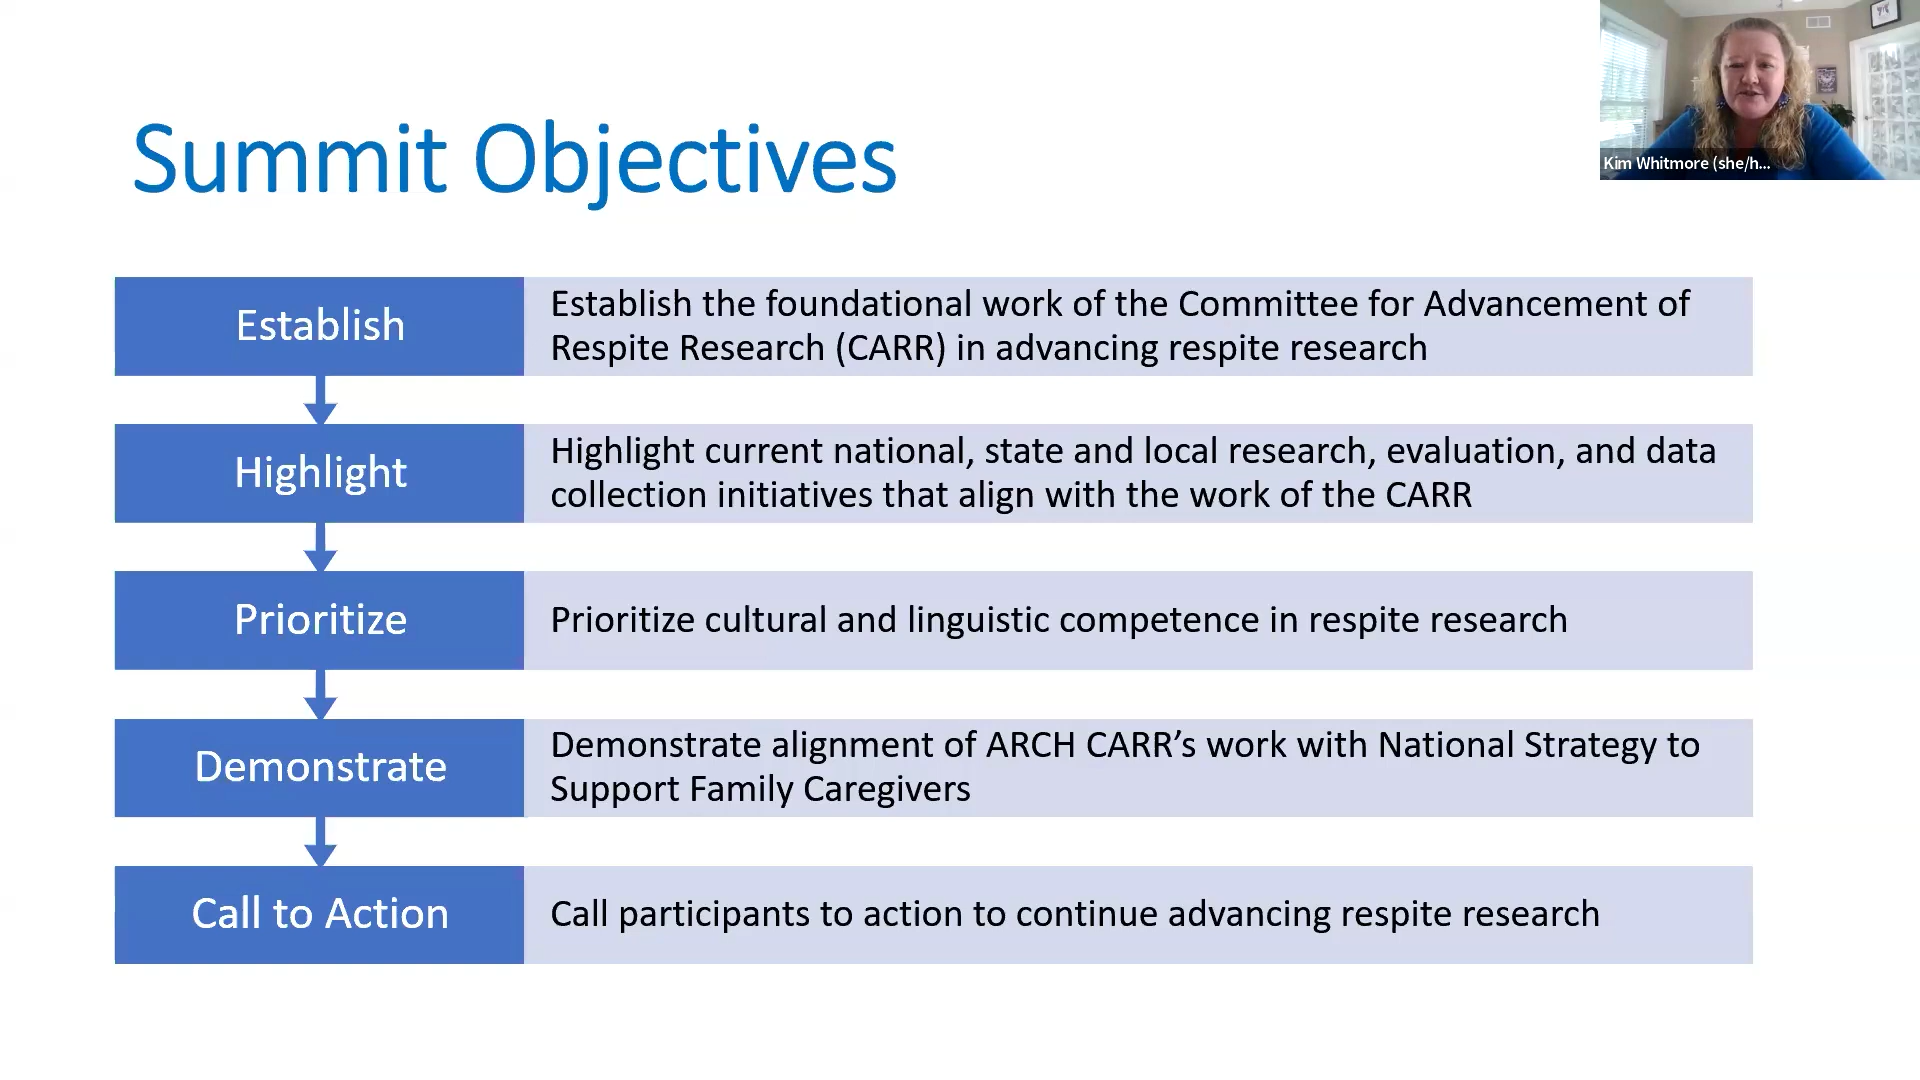 Summit Objectives
Kim Whitmore (she/h...
Establish
Establish the foundational work of the Committee for Advancement of
Respite Research (CARR) in advancing respite research
Highlight
Highlight current national, state and local research, evaluation, and data
collection initiatives that align with the work of the CARR
Prioritize
Prioritize cultural and linguistic competence in respite research
Demonstrate
Demonstrate alignment of ARCH CARR’s work with National Strategy to
Support Family Caregivers
Call to Action
Call participants to action to continue advancing respite research